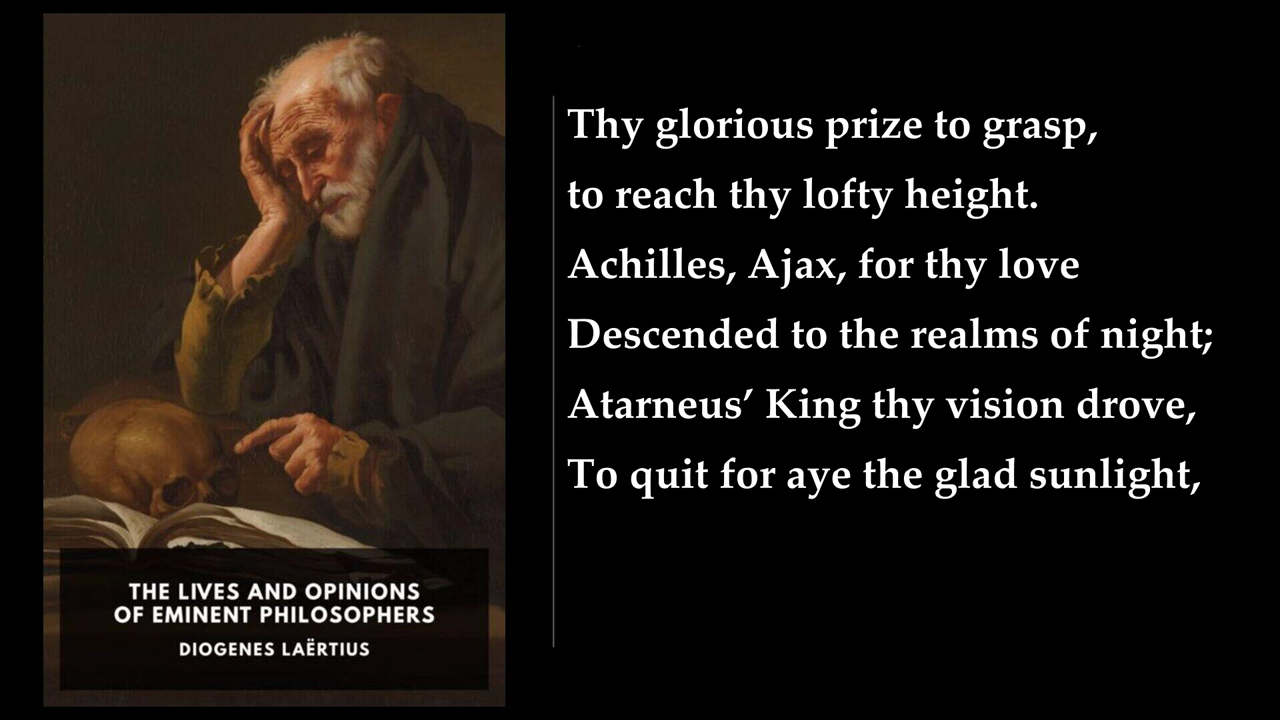 Thy glorious prize to grasp,
to reach thy lofty height.
Achilles, Ajax, for thy love
Descended to the realms of night;
Atarneus’ King thy vision drove,
To quit for aye the glad sunlight,
THE LIVES AND OPINIONS
OF EMINENT PHILOSOPHERS
DIOGENES LAËRTIUS